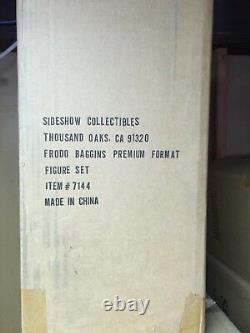 SIDESHOW COLLECTIBLES
THOUSAND OAKS, CA 91320
FRODO BAGGINS PREMIUM FORMAT
FIGURE SET
ITEM # 7144
MADE IN CHINA